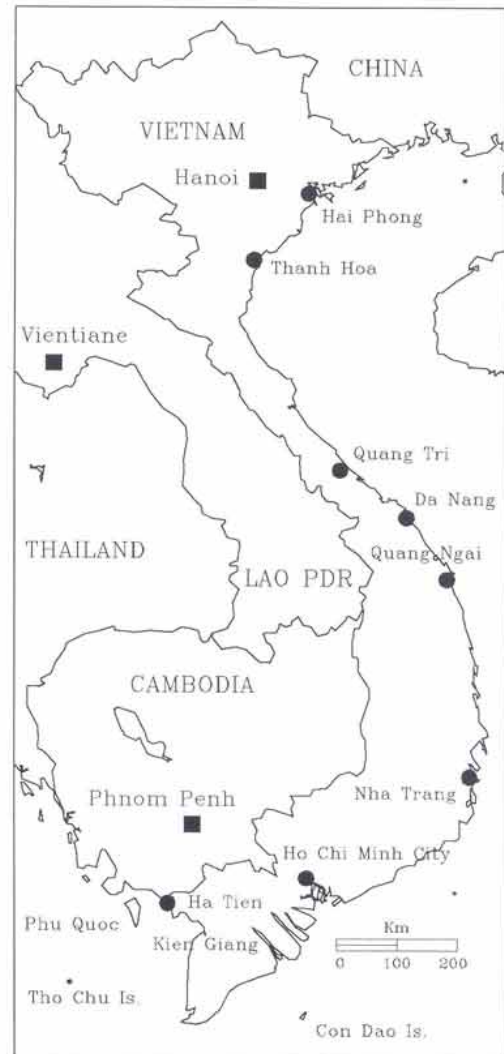 CHINA
VIETNAM
Hanoi
Hai Phong
Thanh Hoa
Vientiane
Quang Tri
Da Nang
THAILAND
Quang Ngai
LAO PDR
CAMBODIA
Phnom Penh
Nha Trang
Ho Chi Minh City
Ha Tien
Phu Quoc
Km
Kien Giang
0 100 200
Tho Chu Is.
Con Dao Is.